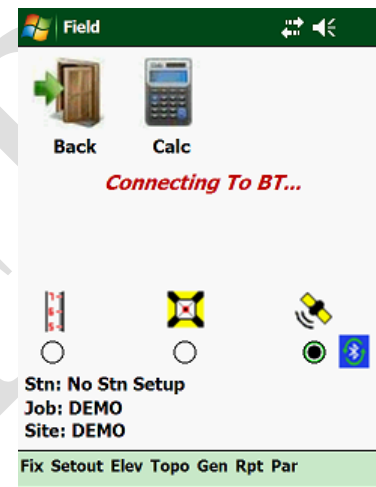 Field
Back Calc
Connecting To BT...
Stn: No Stn Setup
Job: DEMO
Site: DEMO
Fix Setout Elev Topo Gen Rpt Par